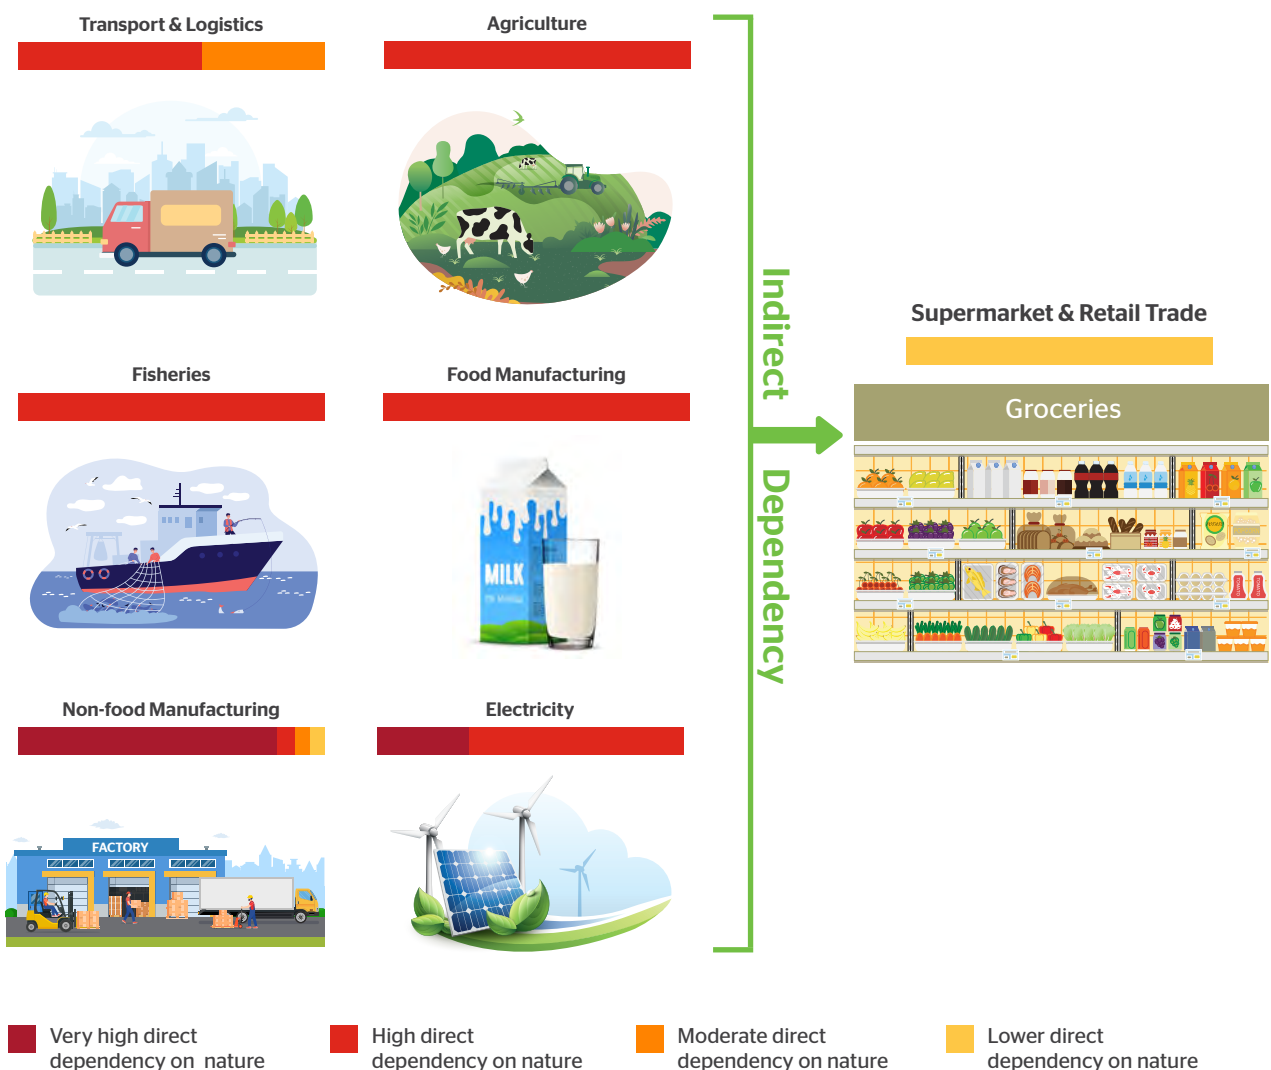 Transport & Logistics
Agriculture
Fisheries
Food Manufacturing
MILK
Non-food Manufacturing
Electricity
FACTORY
Indirect
Dependency
Supermarket & Retail Trade
Groceries
Very high direct
dependency on nature
High direct
dependency on nature
Moderate direct
dependency on nature
Lower direct
dependency on nature